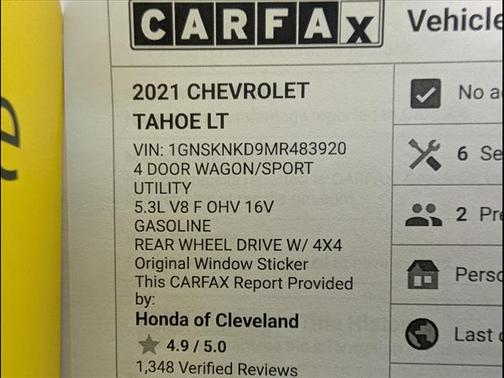 CARFAX
Vehicle
2021 CHEVROLET
TAHOE LT
VIN: 1GNSKNKD9MR483920
4 DOOR WAGON/SPORT
UTILITY
5.3L V8 F OHV 16V
GASOLINE
REAR WHEEL DRIVE W/ 4X4
Original Window Sticker
This CARFAX Report Provided
by:
Honda of Cleveland
4.9 / 5.0
1,348 Verified Reviews
No a
6 Se
2 Pre
Perso
Last o